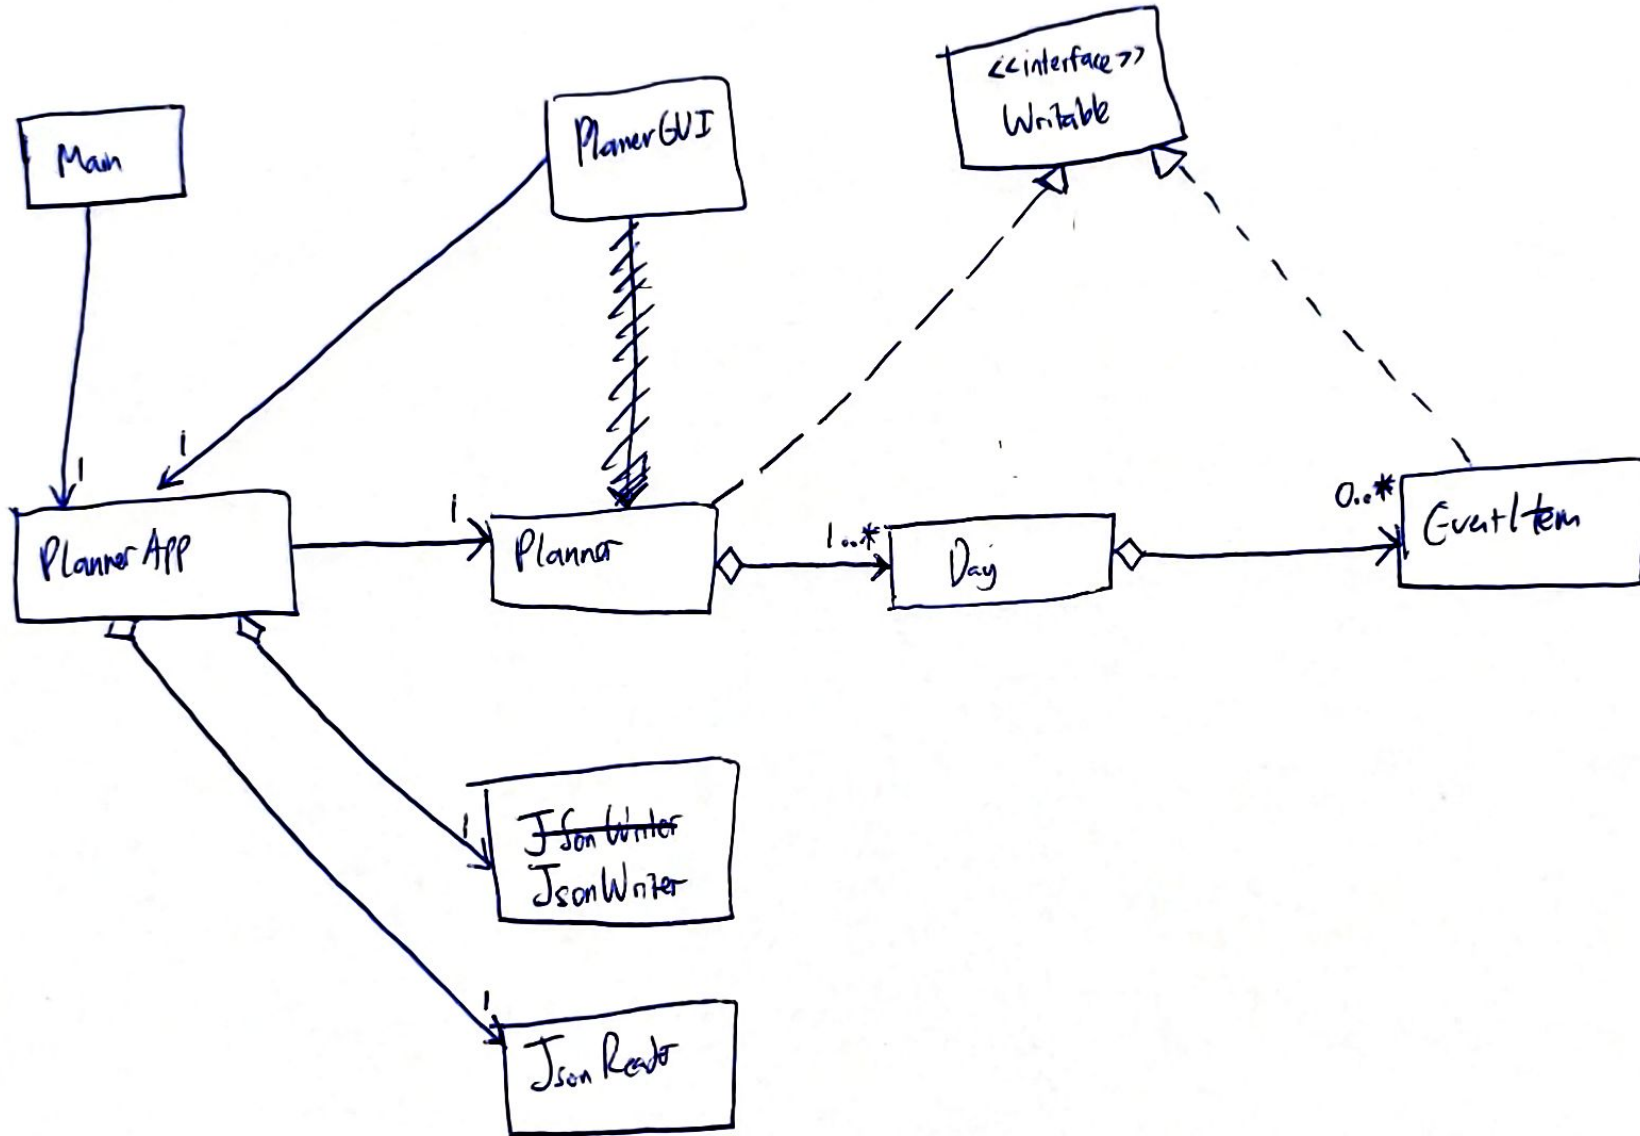 <<interface>>
Writable
Main
PlanerGUI
1
1
1
1..*
0..*
PlannerApp
Planner
Day
EventItem
1
JsonWriter
JsonWriter
1
JsonReader